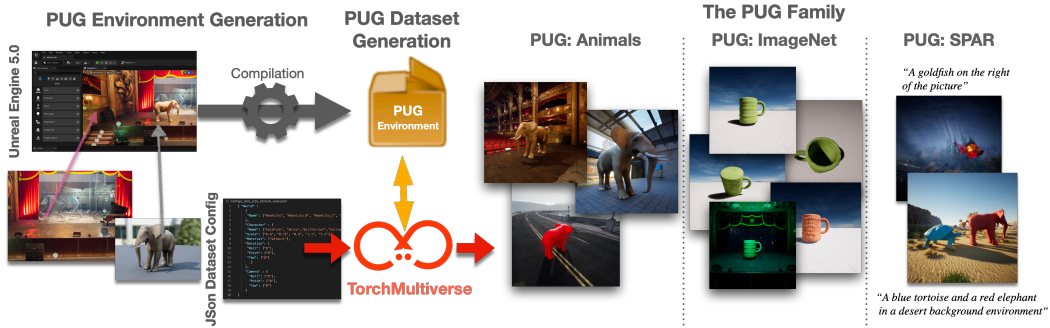 PUG Environment Generation
PUG Dataset
Generation
The PUG Family
PUG: Animals
PUG: ImageNet
PUG: SPAR
Unreal Engine 5.0
Compilation
PUG
Environment
"A goldfish on the right
of the picture"
JSon Dataset Config
TorchMultiverse
"A blue tortoise and a red elephant
in a desert background environment"